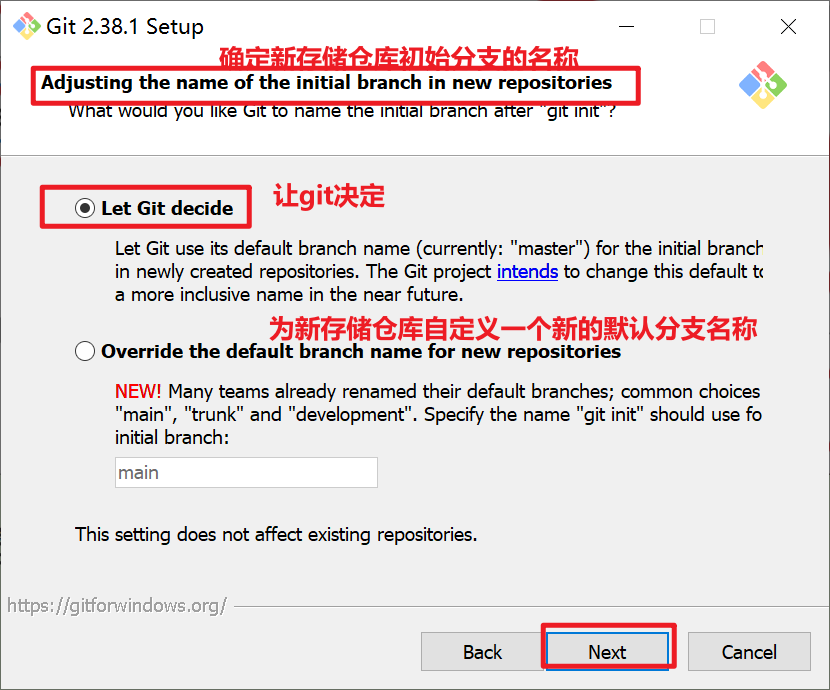 Git 2.38.1 Setup
确定新存储仓库初始分支的名称
Adjusting the name of the initial branch in new repositories
What would you like Git to name the initial branch after "git init"?
Let Git decide
让git决定
Let Git use its default branch name (currently: "master") for the initial branch
in newly created repositories. The Git project intends to change this default to
a more inclusive name in the near future.
为新存储仓库自定义一个新的默认分支名称
Override the default branch name for new repositories
NEW! Many teams already renamed their default branches; common choices
"main", "trunk" and "development". Specify the name "git init" should use fo
initial branch:
main
This setting does not affect existing repositories.
https://gitforwindows.org/
Back
Next
Cancel